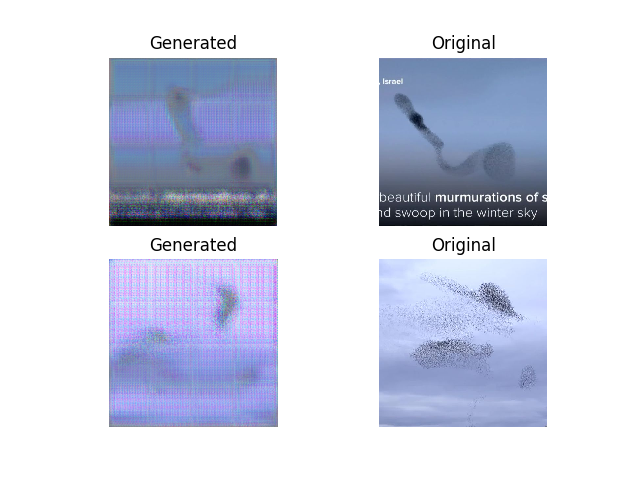 Generated
Original
, Israel
beautiful murmurations of s
nd swoop in the winter sky
Generated
Original